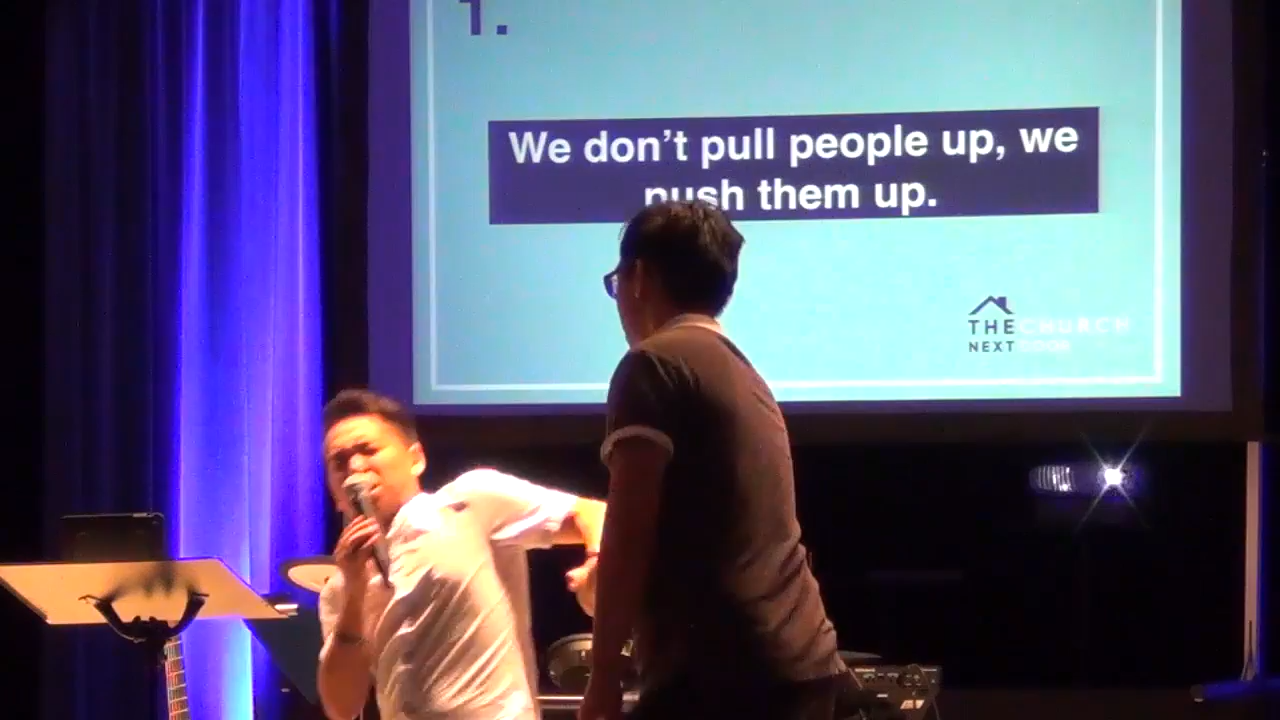 1.
We don't pull people up, we
push them up.
THE CHURCH
NEXT DOOR